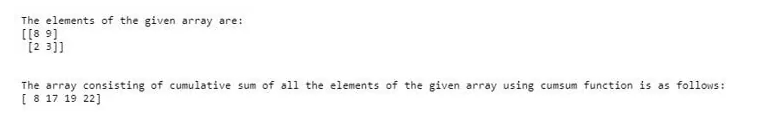 The elements of the given array are:
[[8 9]
 [2 3]]
The array consisting of cumulative sum of all the elements of the given array using cumsum function is as follows:
[ 8 17 19 22]